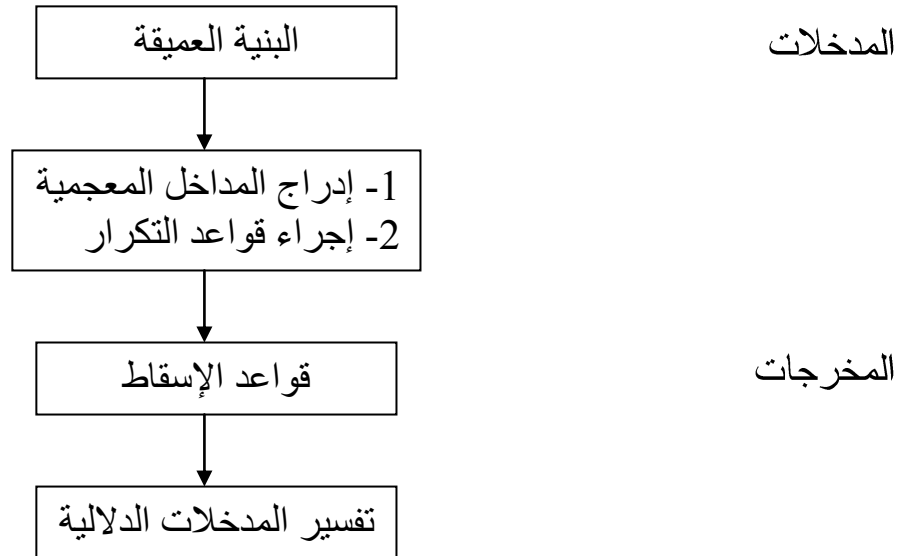 المدخلات
البنية العميقة
1- إدراج المداخل المعجمية
2- إجراء قواعد التكرار
المخرجات
قواعد الإسقاط
تفسير المدخلات الدلالية